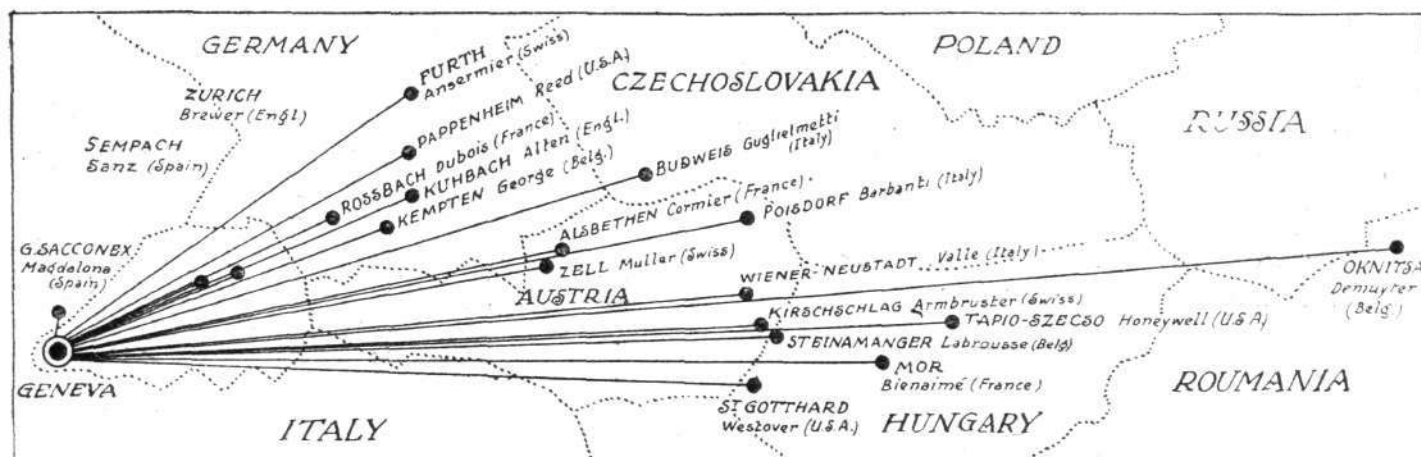 GERMANY
POLAND
FURTH
Ansermier (Swiss)
CZECHOSLOVAKIA
ZURICH
Brewer (Engl)
PAPPENHEIM Reed (U.S.A.)
RUSSIA
SEMPACH
Sanz (Spain)
ROSSBACH Dubois (France)
KUHBACH Allen (Engl.)
KEMPTEN George (Belg.)
BUDWEIS Guglielmetti
(Italy)
ALSBETHEN Cormier (France)
POISDORF Barbanti (Italy)
G. SACCONEX
Magdalona
(Spain)
ZELL Muller (Swiss)
WIENER-NEUSTADT Valle (Italy)
OKNITSA
Demuyter
(Belg.)
AUSTRIA
KIRSCHSCHLAG Armbruster (Swiss)
TAPIO-SZECSO Honeywell (U.S.A)
STEINAMANGER Labrousse (Belg)
GENEVA
MOR
Bienaimé (France)
ROUMANIA
ST GOTTHARD
Westover (U.S.A.)
HUNGARY
ITALY